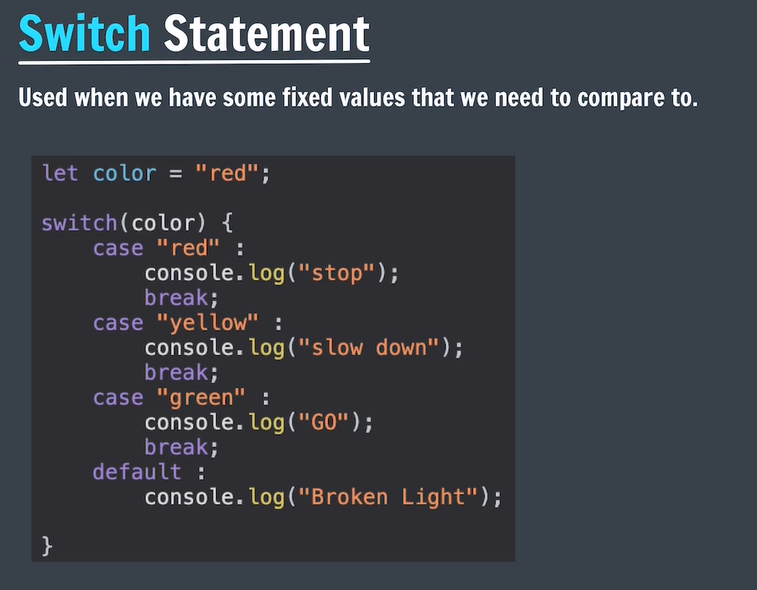 Switch Statement
Used when we have some fixed values that we need to compare to.
let color = "red";
switch(color) {
    case "red" :
        console.log("stop");
        break;
    case "yellow" :
        console.log("slow down");
        break;
    case "green" :
        console.log("GO");
        break;
    default :
        console.log("Broken Light");
}